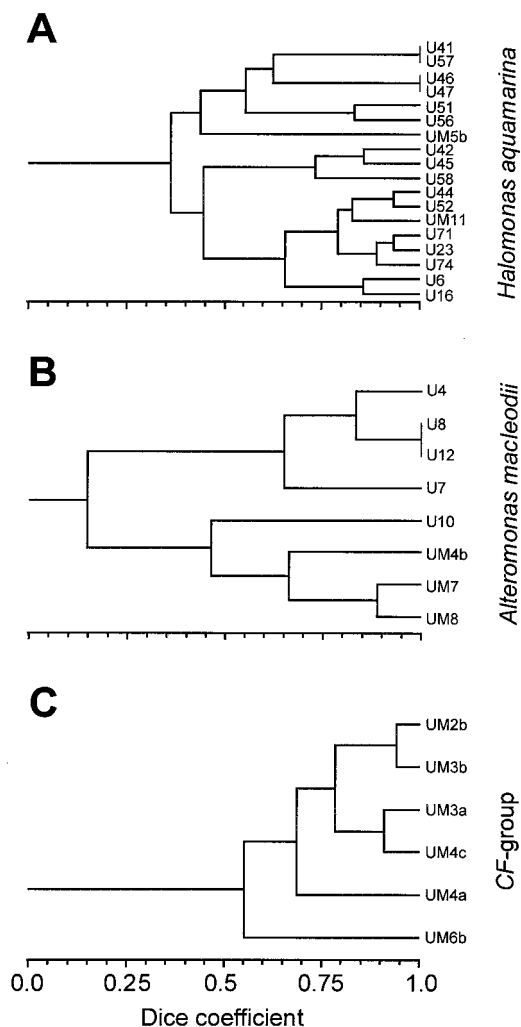 A
U41
U57
U46
U47
U51
U56
UM5b
U42
U45
U58
U44
U52
UM11
U71
U23
U74
U6
U16
Halomonas aquamarina
B
U4
U8
U12
U7
U10
UM4b
UM7
UM8
Alteromonas macleodii
C
UM2b
UM3b
UM3a
UM4c
UM4a
UM6b
CF-group
0.0 0.25 0.5 0.75 1.0
Dice coefficient